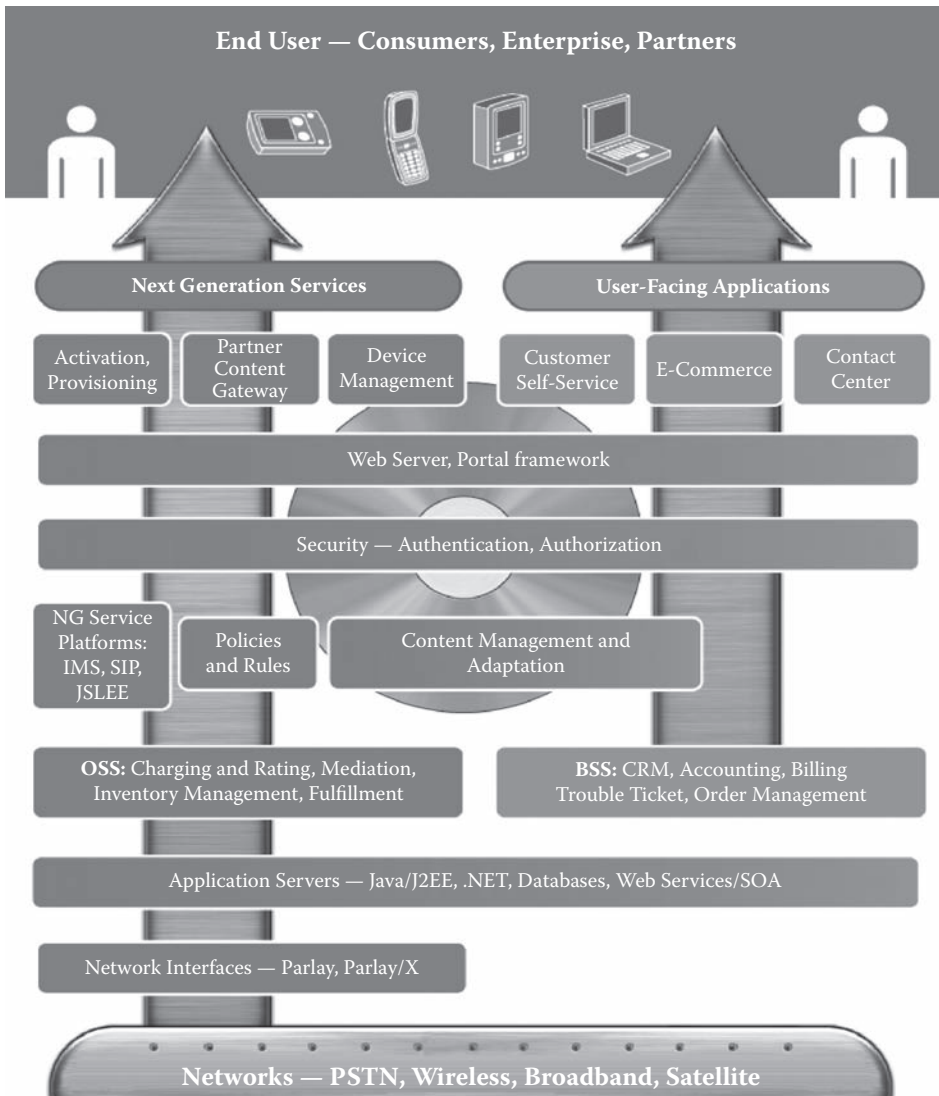 End User — Consumers, Enterprise, Partners
Next Generation Services
User-Facing Applications
Activation,
Provisioning
Partner
Content
Gateway
Device
Management
Customer
Self-Service
E-Commerce
Contact
Center
Web Server, Portal framework
Security — Authentication, Authorization
NG Service
Platforms:
IMS, SIP,
JSLEE
Policies
and Rules
Content Management and
Adaptation
OSS: Charging and Rating, Mediation,
Inventory Management, Fulfillment
BSS: CRM, Accounting, Billing
Trouble Ticket, Order Management
Application Servers — Java/J2EE, .NET, Databases, Web Services/SOA
Network Interfaces — Parlay, Parlay/X
Networks — PSTN, Wireless, Broadband, Satellite